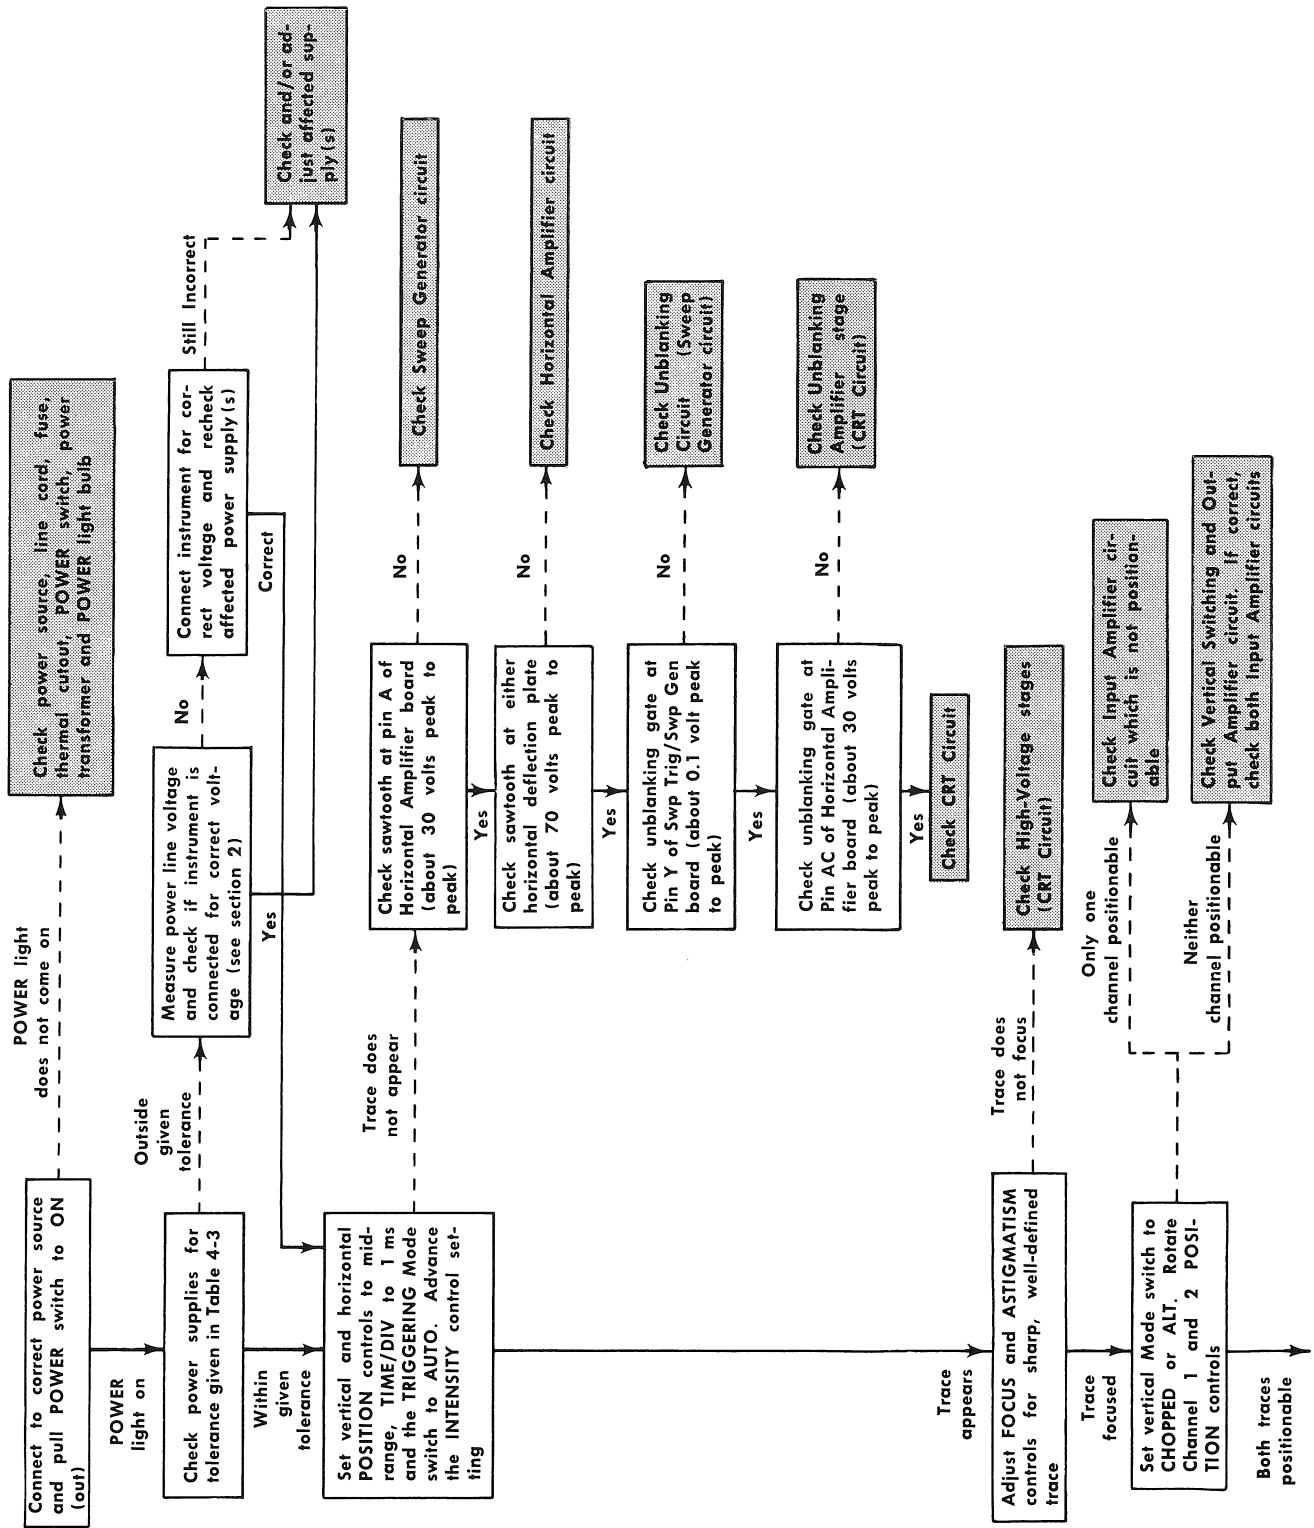 Connect to correct power source
and pull POWER switch to ON
(out)
POWER light
does not come on
Check power source, line cord, fuse,
thermal cutout, POWER switch, power
transformer and POWER light bulb
POWER
light on
Check power supplies for
tolerance given in Table 4-3
Outside
given
tolerance
Measure power line voltage
and check if instrument is
connected for correct volt-
age (see section 2)
No
Connect instrument for cor-
rect voltage and recheck
affected power supply(s)
Still Incorrect
Check and/or ad-
just affected sup-
ply(s)
Yes
Correct
Within
given
tolerance
Set vertical and horizontal
POSITION controls to mid-
range, TIME/DIV to 1 ms
and the TRIGGERING Mode
switch to AUTO. Advance
the INTENSITY control set-
ting
Trace does
not appear
Check sawtooth at pin A of
Horizontal Amplifier board
(about 30 volts peak to
peak)
No
Check Sweep Generator circuit
Yes
Check sawtooth at either
horizontal deflection plate
(about 70 volts peak to
peak)
No
Check Horizontal Amplifier circuit
Yes
Check unblanking gate at
Pin Y of Swp Trig/Swp Gen
board (about 0.1 volt peak
to peak)
No
Check Unblanking
Circuit (Sweep
Generator circuit)
Yes
Check unblanking gate at
Pin AC of Horizontal Ampli-
fier board (about 30 volts
peak to peak)
No
Check Unblanking
Amplifier stage
(CRT Circuit)
Yes
Check CRT Circuit
Trace
appears
Adjust FOCUS and ASTIGMATISM
controls for sharp, well-defined
trace
Trace does
not focus
Check High-Voltage stages
(CRT Circuit)
Trace
focused
Set vertical Mode switch to
CHOPPED or ALT. Rotate
Channel 1 and 2 POSI-
TION controls
Only one
channel positionable
Check Input Amplifier cir-
cuit which is not position-
able
Neither
channel positionable
Check Vertical Switching and Out-
put Amplifier circuit. If correct,
check both Input Amplifier circuits
Both traces
positionable